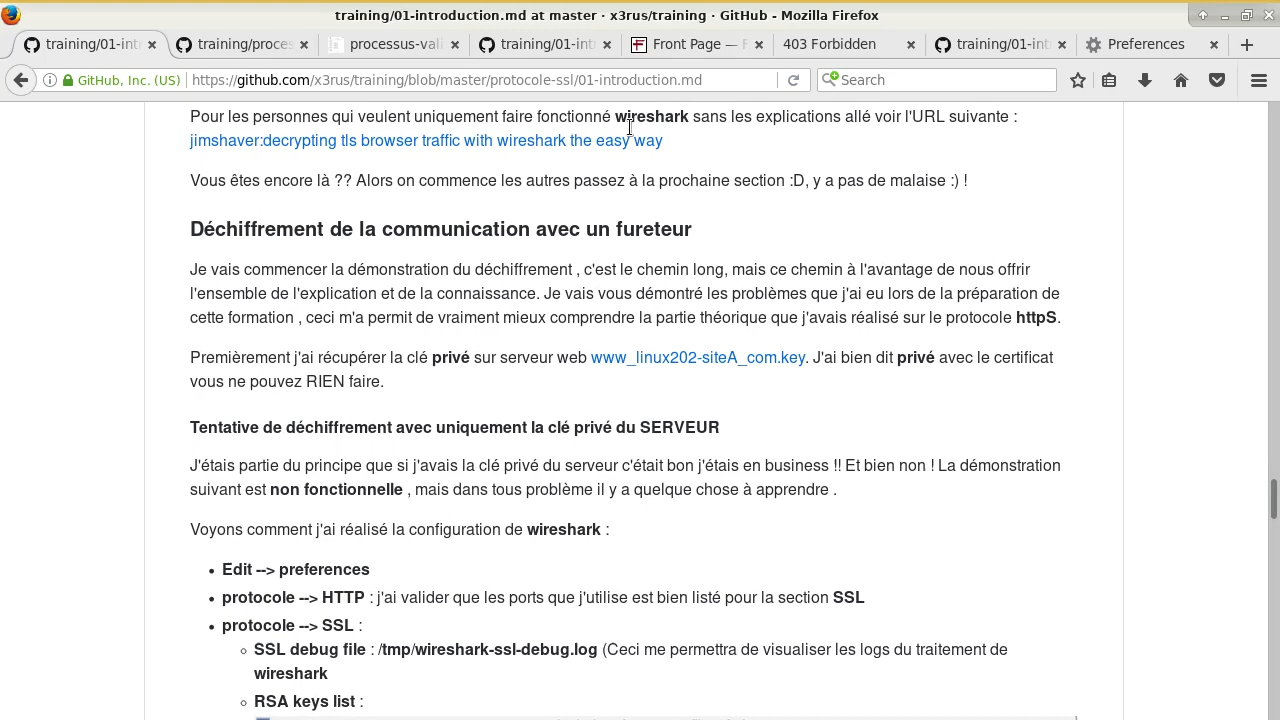 training/01-introduction.md at master · x3rus/training · GitHub - Mozilla Firefox
training/01-int
training/proces
processus-vali
training/01-int
Front Page —
403 Forbidden
training/01-int
Preferences
GitHub, Inc. (US)
https://github.com/x3rus/training/blob/master/protocole-ssl/01-introduction.md
Search
Pour les personnes qui veulent uniquement faire fonctionné wireshark sans les explications allé voir l'URL suivante :
jimshaver:decrypting tls browser traffic with wireshark the easy way
Vous êtes encore là ?? Alors on commence les autres passez à la prochaine section :D, y a pas de malaise :) !
Déchiffrement de la communication avec un fureteur
Je vais commencer la démonstration du déchiffrement , c'est le chemin long, mais ce chemin à l'avantage de nous offrir
l'ensemble de l'explication et de la connaissance. Je vais vous démontré les problèmes que j'ai eu lors de la préparation de
cette formation , ceci m'a permit de vraiment mieux comprendre la partie théorique que j'avais réalisé sur le protocole httpS.
Premièrement j'ai récupérer la clé privé sur serveur web www_linux202-siteA_com.key. J'ai bien dit privé avec le certificat
vous ne pouvez RIEN faire.
Tentative de déchiffrement avec uniquement la clé privé du SERVEUR
J'étais partie du principe que si j'avais la clé privé du serveur c'était bon j'étais en business !! Et bien non ! La démonstration
suivant est non fonctionnelle , mais dans tous problème il y a quelque chose à apprendre .
Voyons comment j'ai réalisé la configuration de wireshark :
• Edit --> preferences
• protocole --> HTTP : j'ai valider que les ports que j'utilise est bien listé pour la section SSL
• protocole --> SSL :
◦ SSL debug file : /tmp/wireshark-ssl-debug.log (Ceci me permettra de visualiser les logs du traitement de
wireshark
◦ RSA keys list :